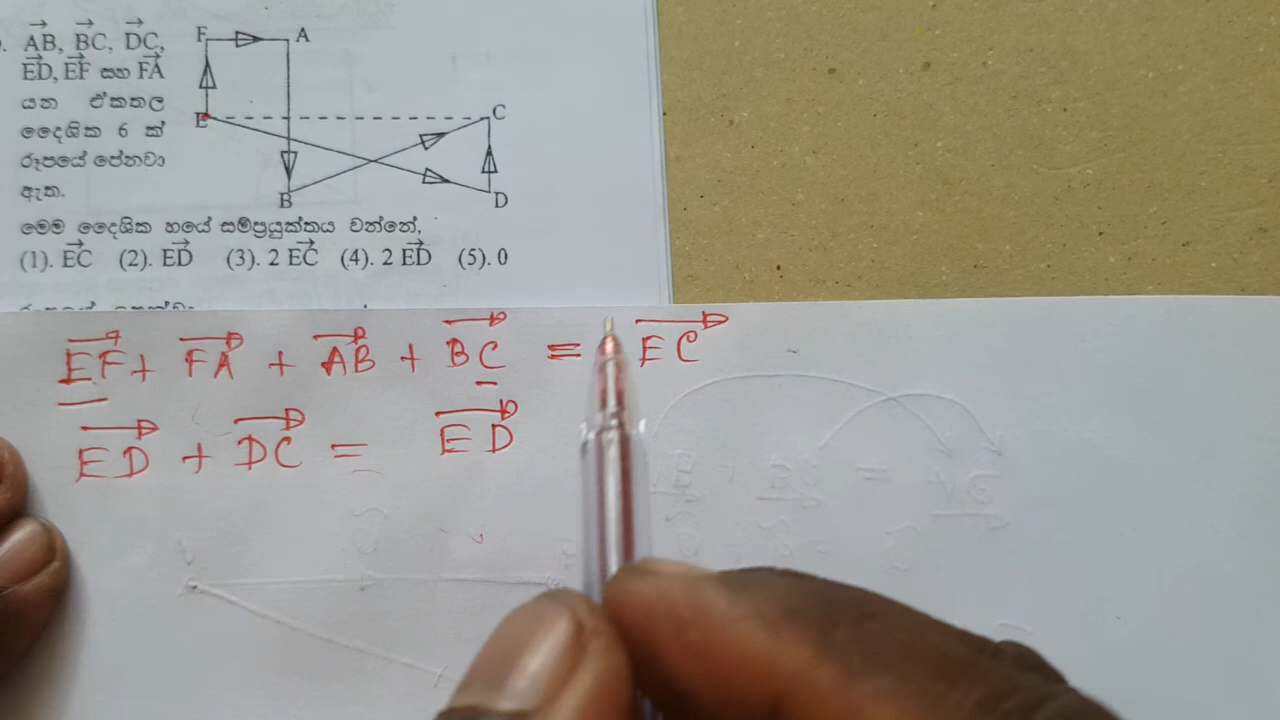 . AB, BC, DC,
ED, EF සහ FA
යන ඒකතල
දෛශික 6 ක්
රූපයේ පේනවා
ඇත.
F A
E C
B D
මෙම දෛශික හයේ සම්ප්‍රයුක්තය වන්නේ,
(1). EC (2). ED (3). 2 EC (4). 2 ED (5). 0
EF + FA + AB + BC = EC
ED + DC = ED